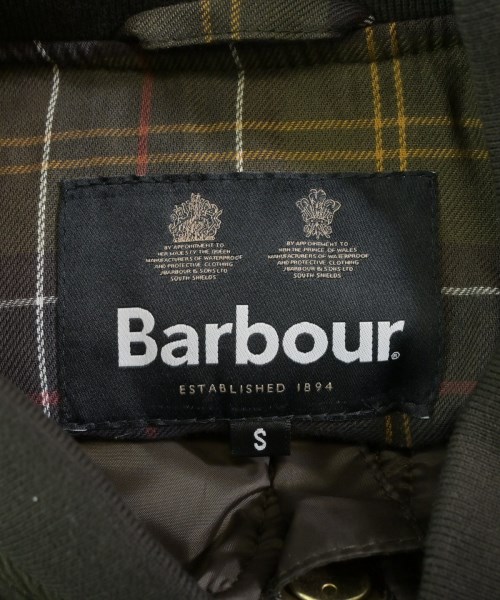 BY APPOINTMENT TO
HER MAJESTY THE QUEEN
MANUFACTURERS OF WATERPROOF
AND PROTECTIVE CLOTHING
J BARBOUR & SONS LTD
SOUTH SHIELDS
BY APPOINTMENT TO
HRH THE PRINCE OF WALES
MANUFACTURERS OF WATERPROOF
AND PROTECTIVE CLOTHING
J BARBOUR & SONS LTD
SOUTH SHIELDS
Barbour®
ESTABLISHED 1894
S